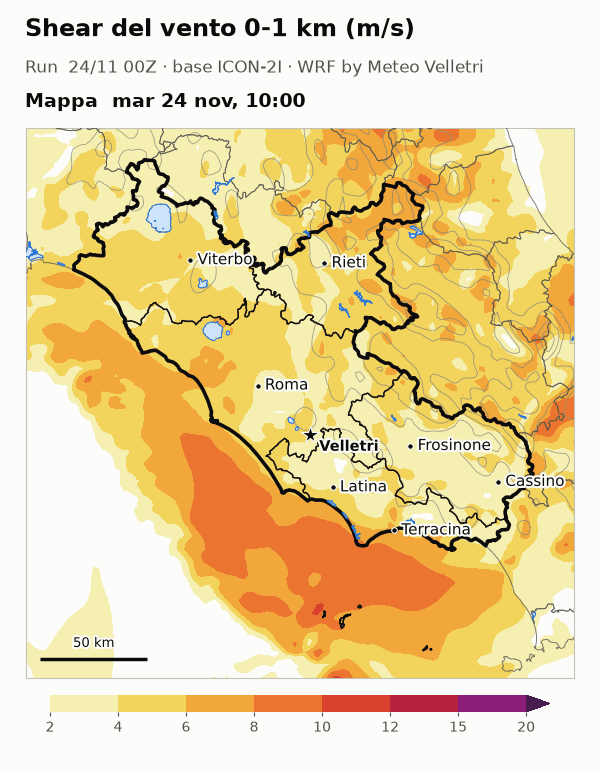 Shear del vento 0-1 km (m/s)
Run  24/11 00Z · base ICON-2I · WRF by Meteo Velletri
Mappa  mar 24 nov, 10:00
Viterbo
Rieti
Roma
Velletri
Frosinone
Latina
Cassino
Terracina
50 km
2 4 6 8 10 12 15 20